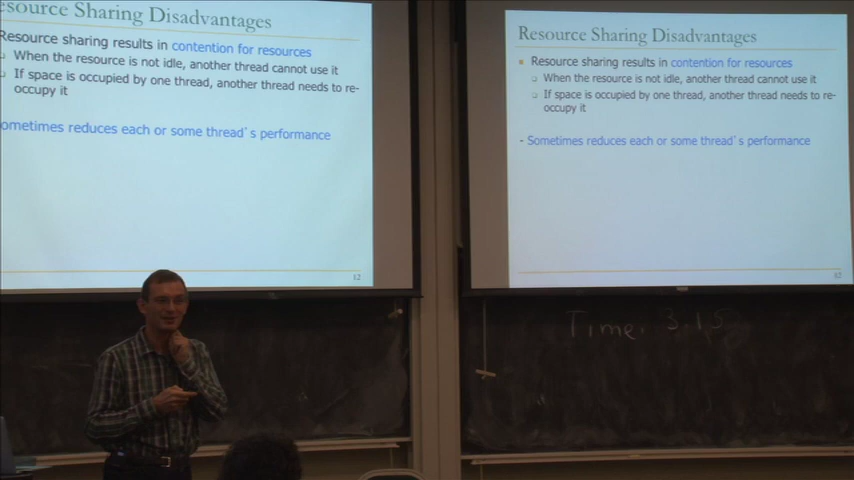 esource Sharing Disadvantages
Resource sharing results in contention for resources
When the resource is not idle, another thread cannot use it
If space is occupied by one thread, another thread needs to re-
occupy it
ometimes reduces each or some thread's performance
12
Resource Sharing Disadvantages
Resource sharing results in contention for resources
When the resource is not idle, another thread cannot use it
If space is occupied by one thread, another thread needs to re-
occupy it
- Sometimes reduces each or some thread's performance
12
Time: 3.15